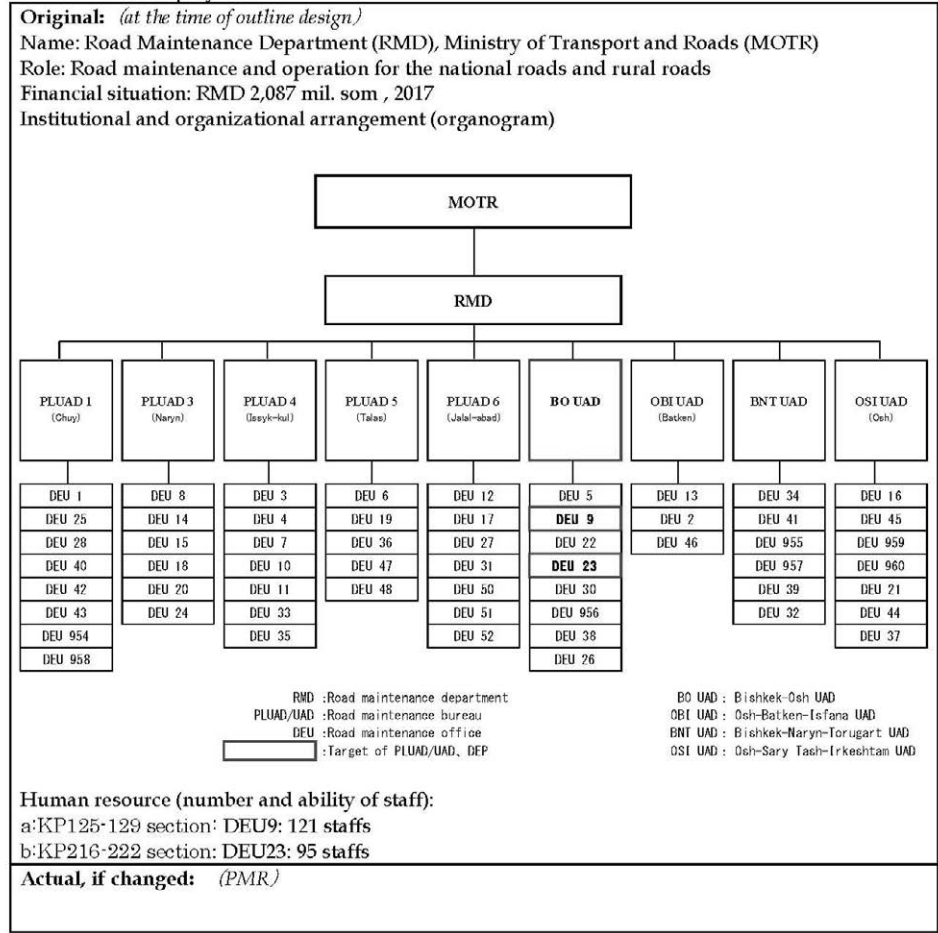 Original: (at the time of outline design)
Name: Road Maintenance Department (RMD), Ministry of Transport and Roads (MOTR)
Role: Road maintenance and operation for the national roads and rural roads
Financial situation: RMD 2,087 mil. som , 2017
Institutional and organizational arrangement (organogram)
MOTR
RMD
PLUAD 1
(Chuy)
PLUAD 3
(Naryn)
PLUAD 4
(Issyk-kul)
PLUAD 5
(Talas)
PLUAD 6
(Jalal-abad)
BO UAD
OBI UAD
(Batken)
BNT UAD
OSI UAD
(Osh)
DEU 1
DEU 25
DEU 28
DEU 40
DEU 42
DEU 43
DEU 954
DEU 958
DEU 8
DEU 14
DEU 15
DEU 18
DEU 20
DEU 24
DEU 3
DEU 4
DEU 7
DEU 10
DEU 11
DEU 33
DEU 35
DEU 6
DEU 19
DEU 36
DEU 47
DEU 48
DEU 12
DEU 17
DEU 27
DEU 31
DEU 50
DEU 51
DEU 52
DEU 5
DEU 9
DEU 22
DEU 23
DEU 30
DEU 956
DEU 38
DEU 26
DEU 13
DEU 2
DEU 46
DEU 34
DEU 41
DEU 955
DEU 957
DEU 39
DEU 32
DEU 16
DEU 45
DEU 959
DEU 960
DEU 21
DEU 44
DEU 37
RMD :Road maintenance department
PLUAD/UAD :Road maintenance bureau
DEU :Road maintenance office
:Target of PLUAD/UAD、DEP
BO UAD : Bishkek-Osh UAD
OBI UAD : Osh-Batken-Isfana UAD
BNT UAD : Bishkek-Naryn-Torugart UAD
OSI UAD : Osh-Sary Tash-Irkeshtam UAD
Human resource (number and ability of staff):
a:KP125-129 section: DEU9: 121 staffs
b:KP216-222 section: DEU23: 95 staffs
Actual, if changed: (PMR)